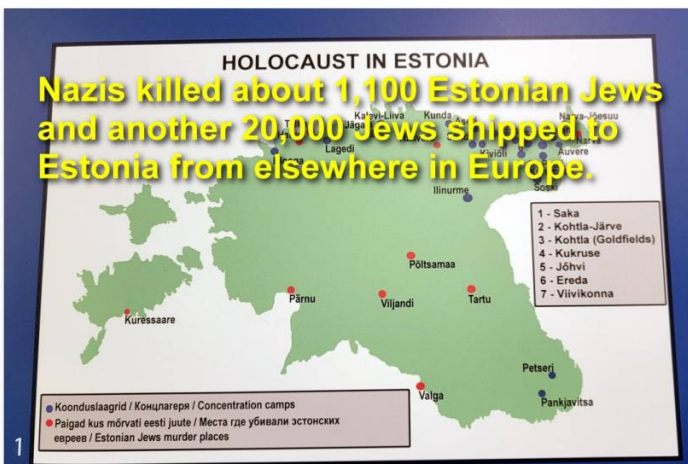 HOLOCAUST IN ESTONIA
Nazis killed about 1,100 Estonian Jews
and another 20,000 Jews shipped to
Estonia from elsewhere in Europe.
Kalevi-Liiva
Kunda
Narva-Jõesuu
Lagedi
Kiviõli
Auvere
Narva
Soski
Ilinurme
1 - Saka
2 - Kohtla-Järve
3 - Kohtla (Goldfields)
4 - Kukruse
5 - Jõhvi
6 - Ereda
7 - Viivikonna
Põltsamaa
Pärnu
Viljandi
Tartu
Kuressaare
Petseri
Valga
Pankjavitsa
Koonduslaagrid / Концлагеря / Concentration camps
Paigad kus mõrvati eesti juute / Места где убивали эстонских
евреев / Estonian Jews murder places
1